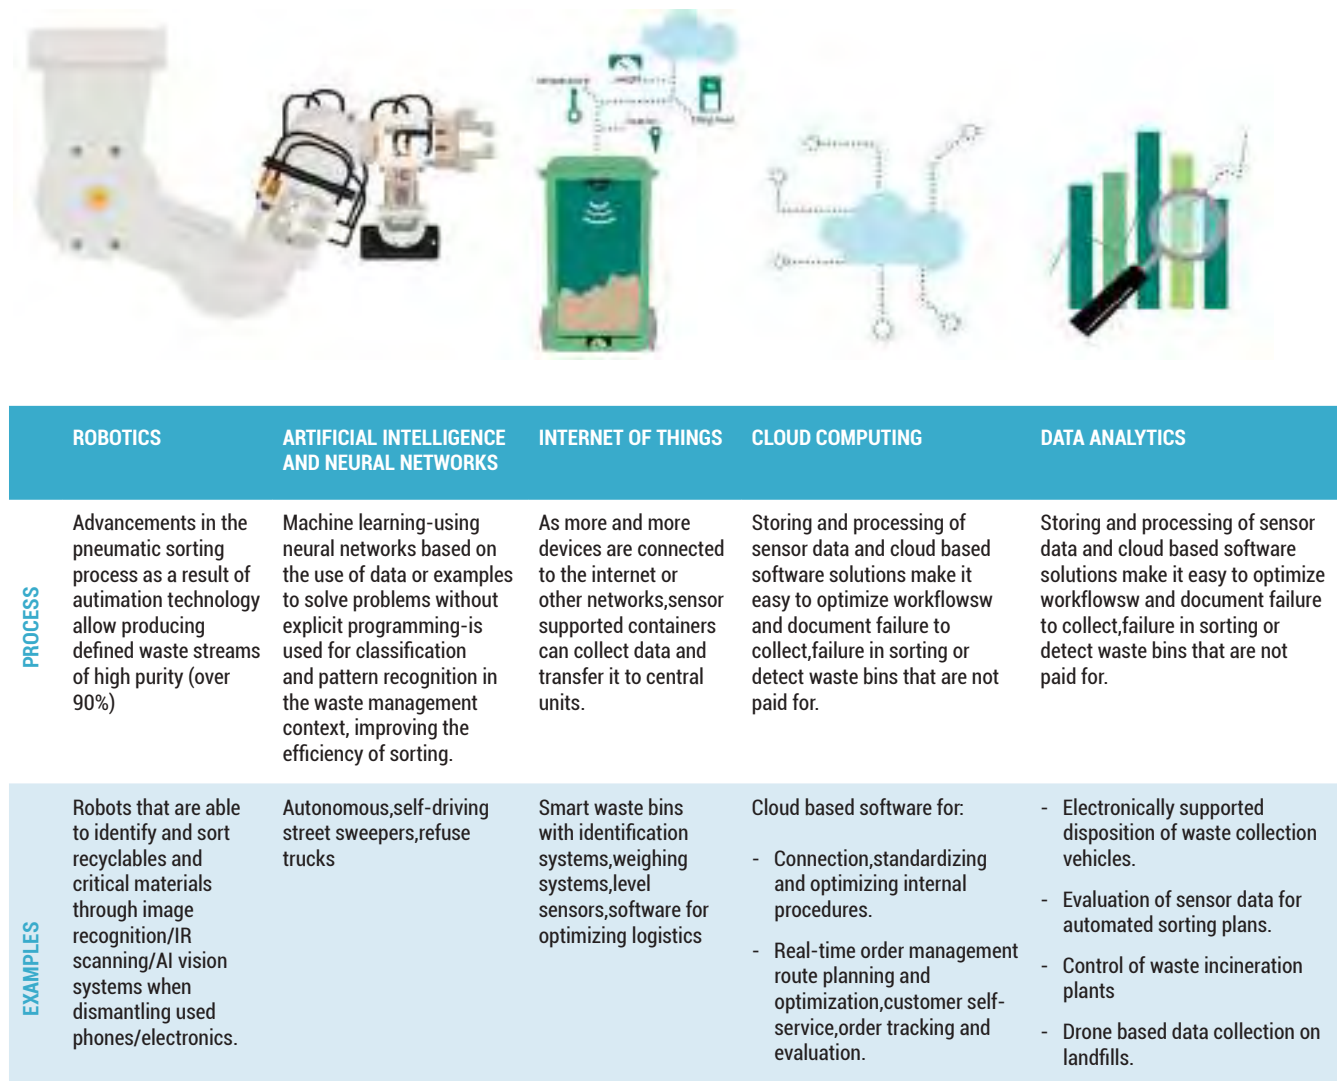 weight
ROBOTICS
ARTIFICIAL INTELLIGENCE
AND NEURAL NETWORKS
INTERNET OF THINGS
CLOUD COMPUTING
DATA ANALYTICS
PROCESS
Advancements in the
pneumatic sorting
process as a result of
autimation technology
allow producing
defined waste streams
of high purity (over
90%)
Machine learning-using
neural networks based on
the use of data or examples
to solve problems without
explicit programming-is
used for classification
and pattern recognition in
the waste management
context, improving the
efficiency of sorting.
As more and more
devices are connected
to the internet or
other networks,sensor
supported containers
can collect data and
transfer it to central
units.
Storing and processing of
sensor data and cloud based
software solutions make it
easy to optimize workflowsw
and document failure to
collect,failure in sorting or
detect waste bins that are not
paid for.
Storing and processing of sensor
data and cloud based software
solutions make it easy to optimize
workflowsw and document failure
to collect,failure in sorting or
detect waste bins that are not
paid for.
EXAMPLES
Robots that are able
to identify and sort
recyclables and
critical materials
through image
recognition/IR
scanning/AI vision
systems when
dismantling used
phones/electronics.
Autonomous,self-driving
street sweepers,refuse
trucks
Smart waste bins
with identification
systems,weighing
systems,level
sensors,software for
optimizing logistics
Cloud based software for:
- Connection,standardizing
and optimizing internal
procedures.
- Real-time order management
route planning and
optimization,customer self-
service,order tracking and
evaluation.
- Electronically supported
disposition of waste collection
vehicles.
- Evaluation of sensor data for
automated sorting plans.
- Control of waste incineration
plants
- Drone based data collection on
landfills.